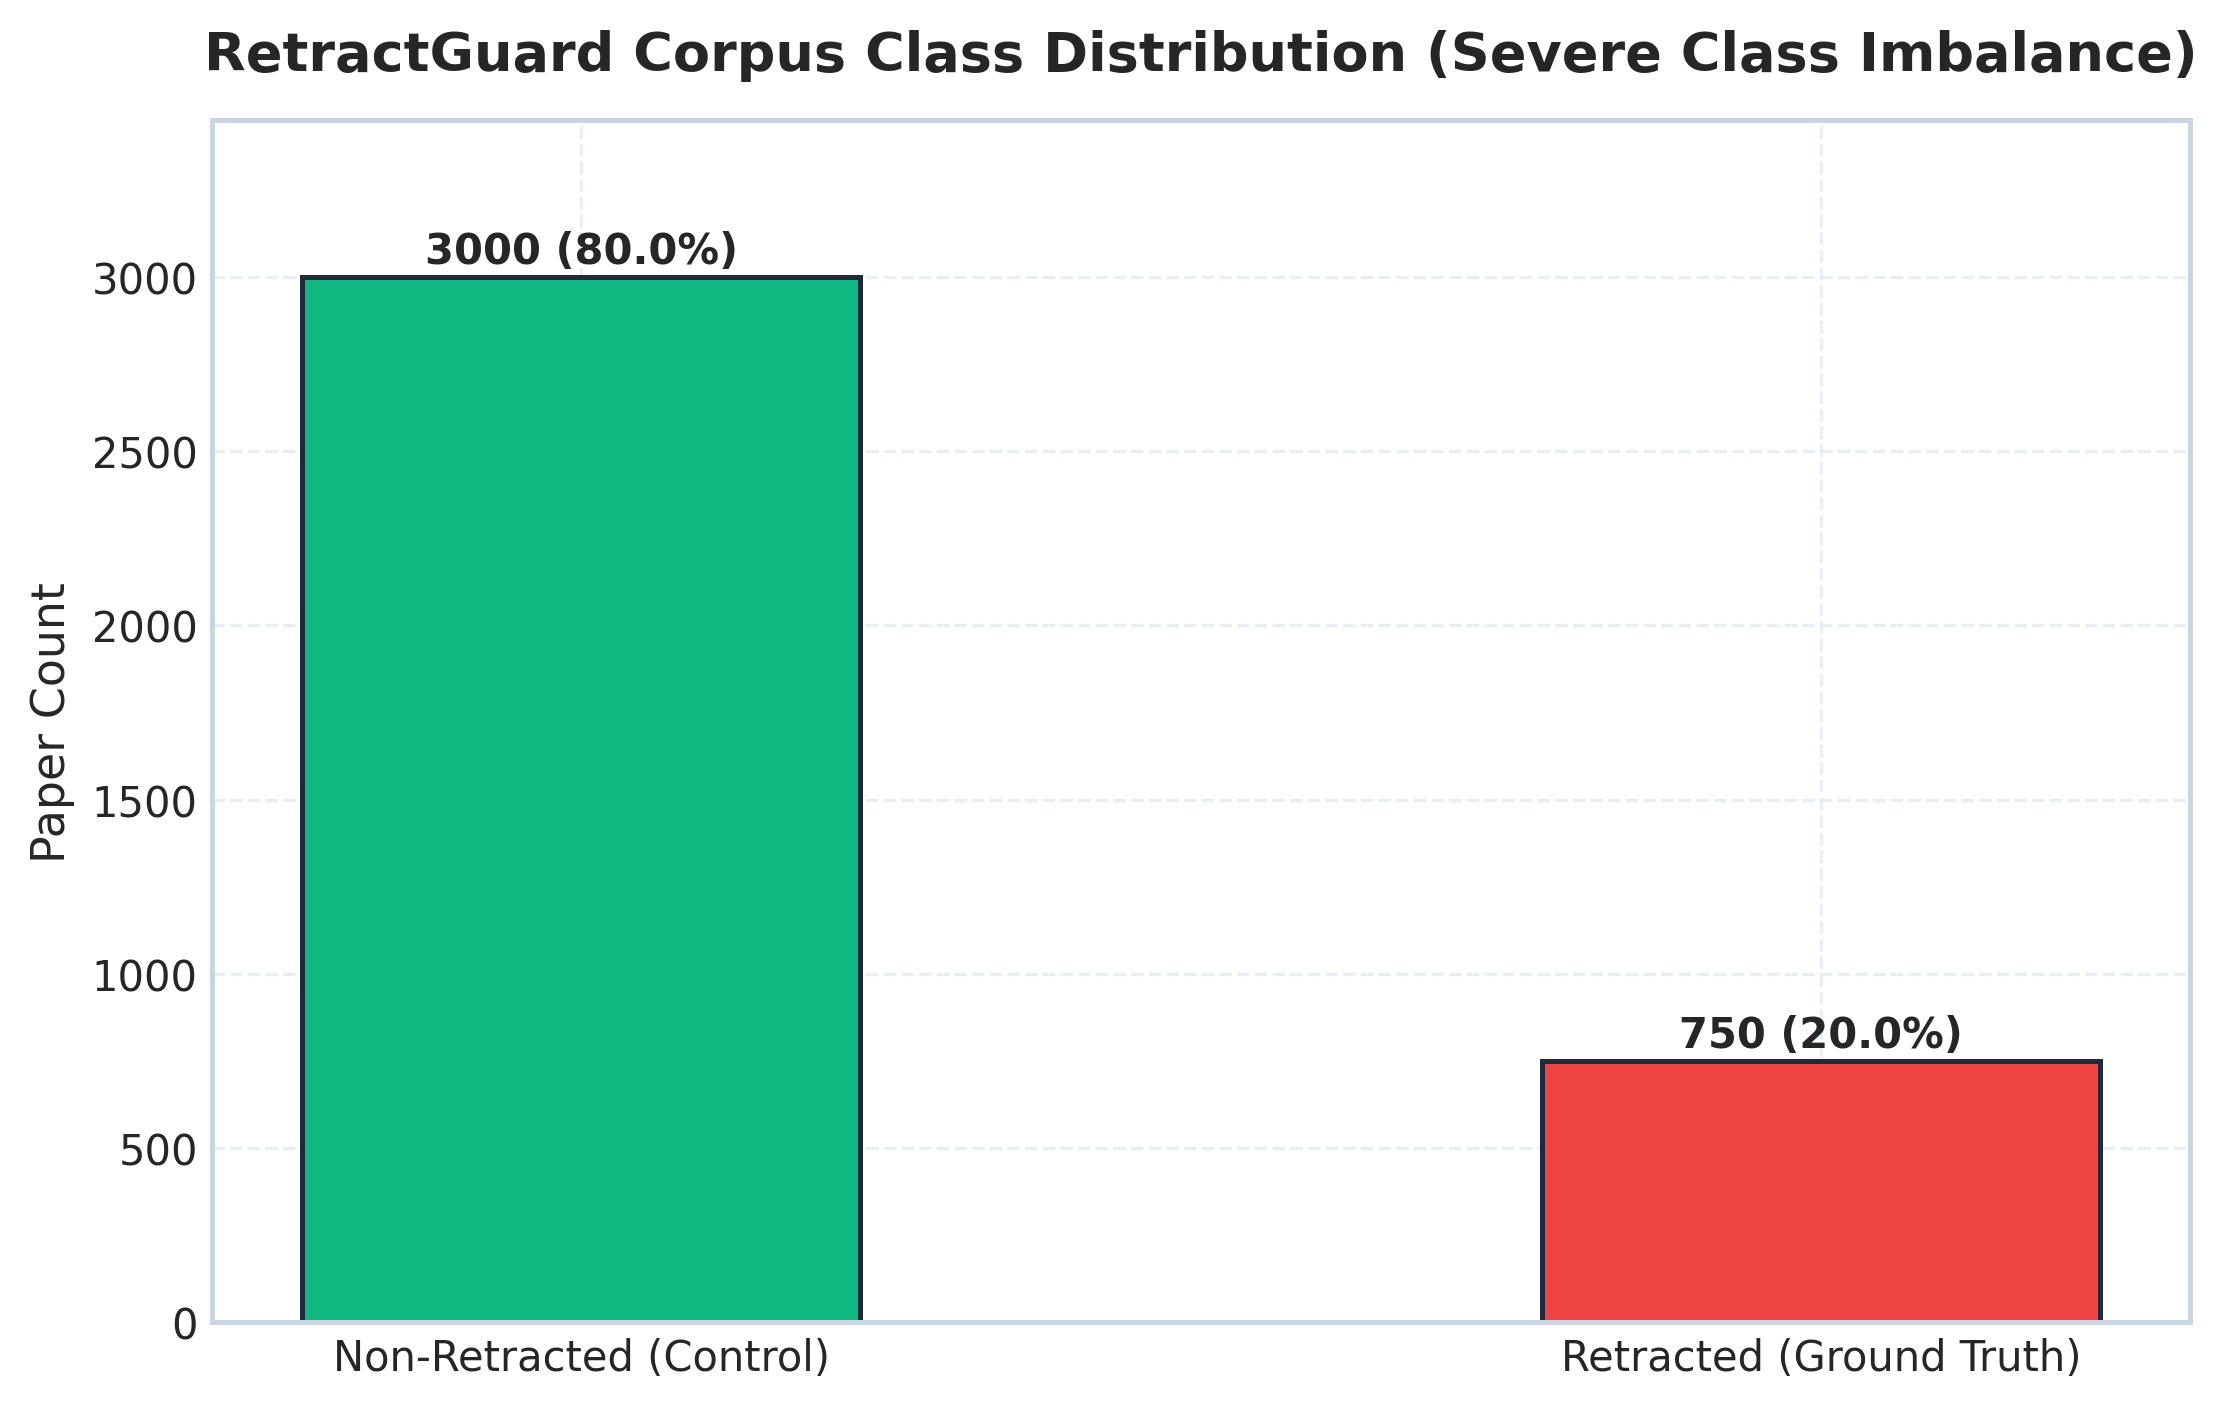 RetractGuard Corpus Class Distribution (Severe Class Imbalance)
Paper Count
3000
2500
2000
1500
1000
500
0
3000 (80.0%)
750 (20.0%)
Non-Retracted (Control)
Retracted (Ground Truth)